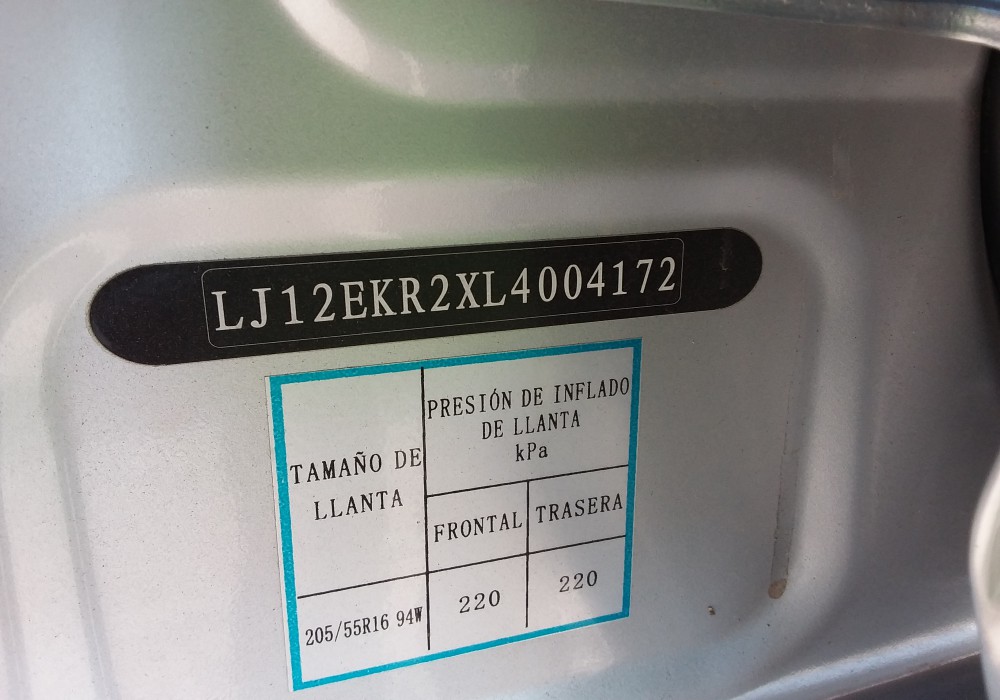 LJ12EKR2XL4004172
TAMAÑO DE
LLANTA
PRESIÓN DE INFLADO
DE LLANTA
kPa
FRONTAL
TRASERA
205/55R16 94W
220
220